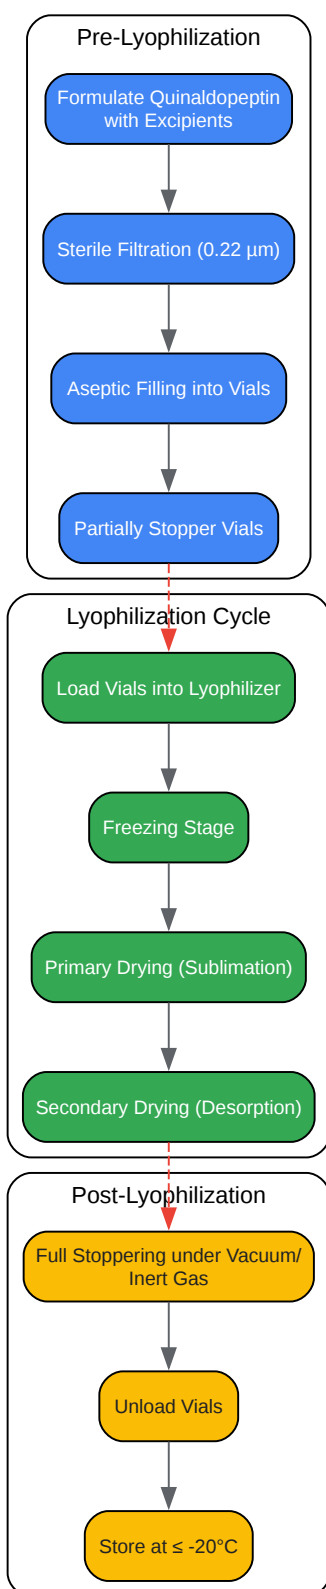 Pre-Lyophilization
Formulate Quinaldopeptin
with Excipients
Sterile Filtration (0.22 µm)
Aseptic Filling into Vials
Partially Stopper Vials
Lyophilization Cycle
Load Vials into Lyophilizer
Freezing Stage
Primary Drying (Sublimation)
Secondary Drying (Desorption)
Post-Lyophilization
Full Stoppering under Vacuum/
Inert Gas
Unload Vials
Store at ≤ -20°C